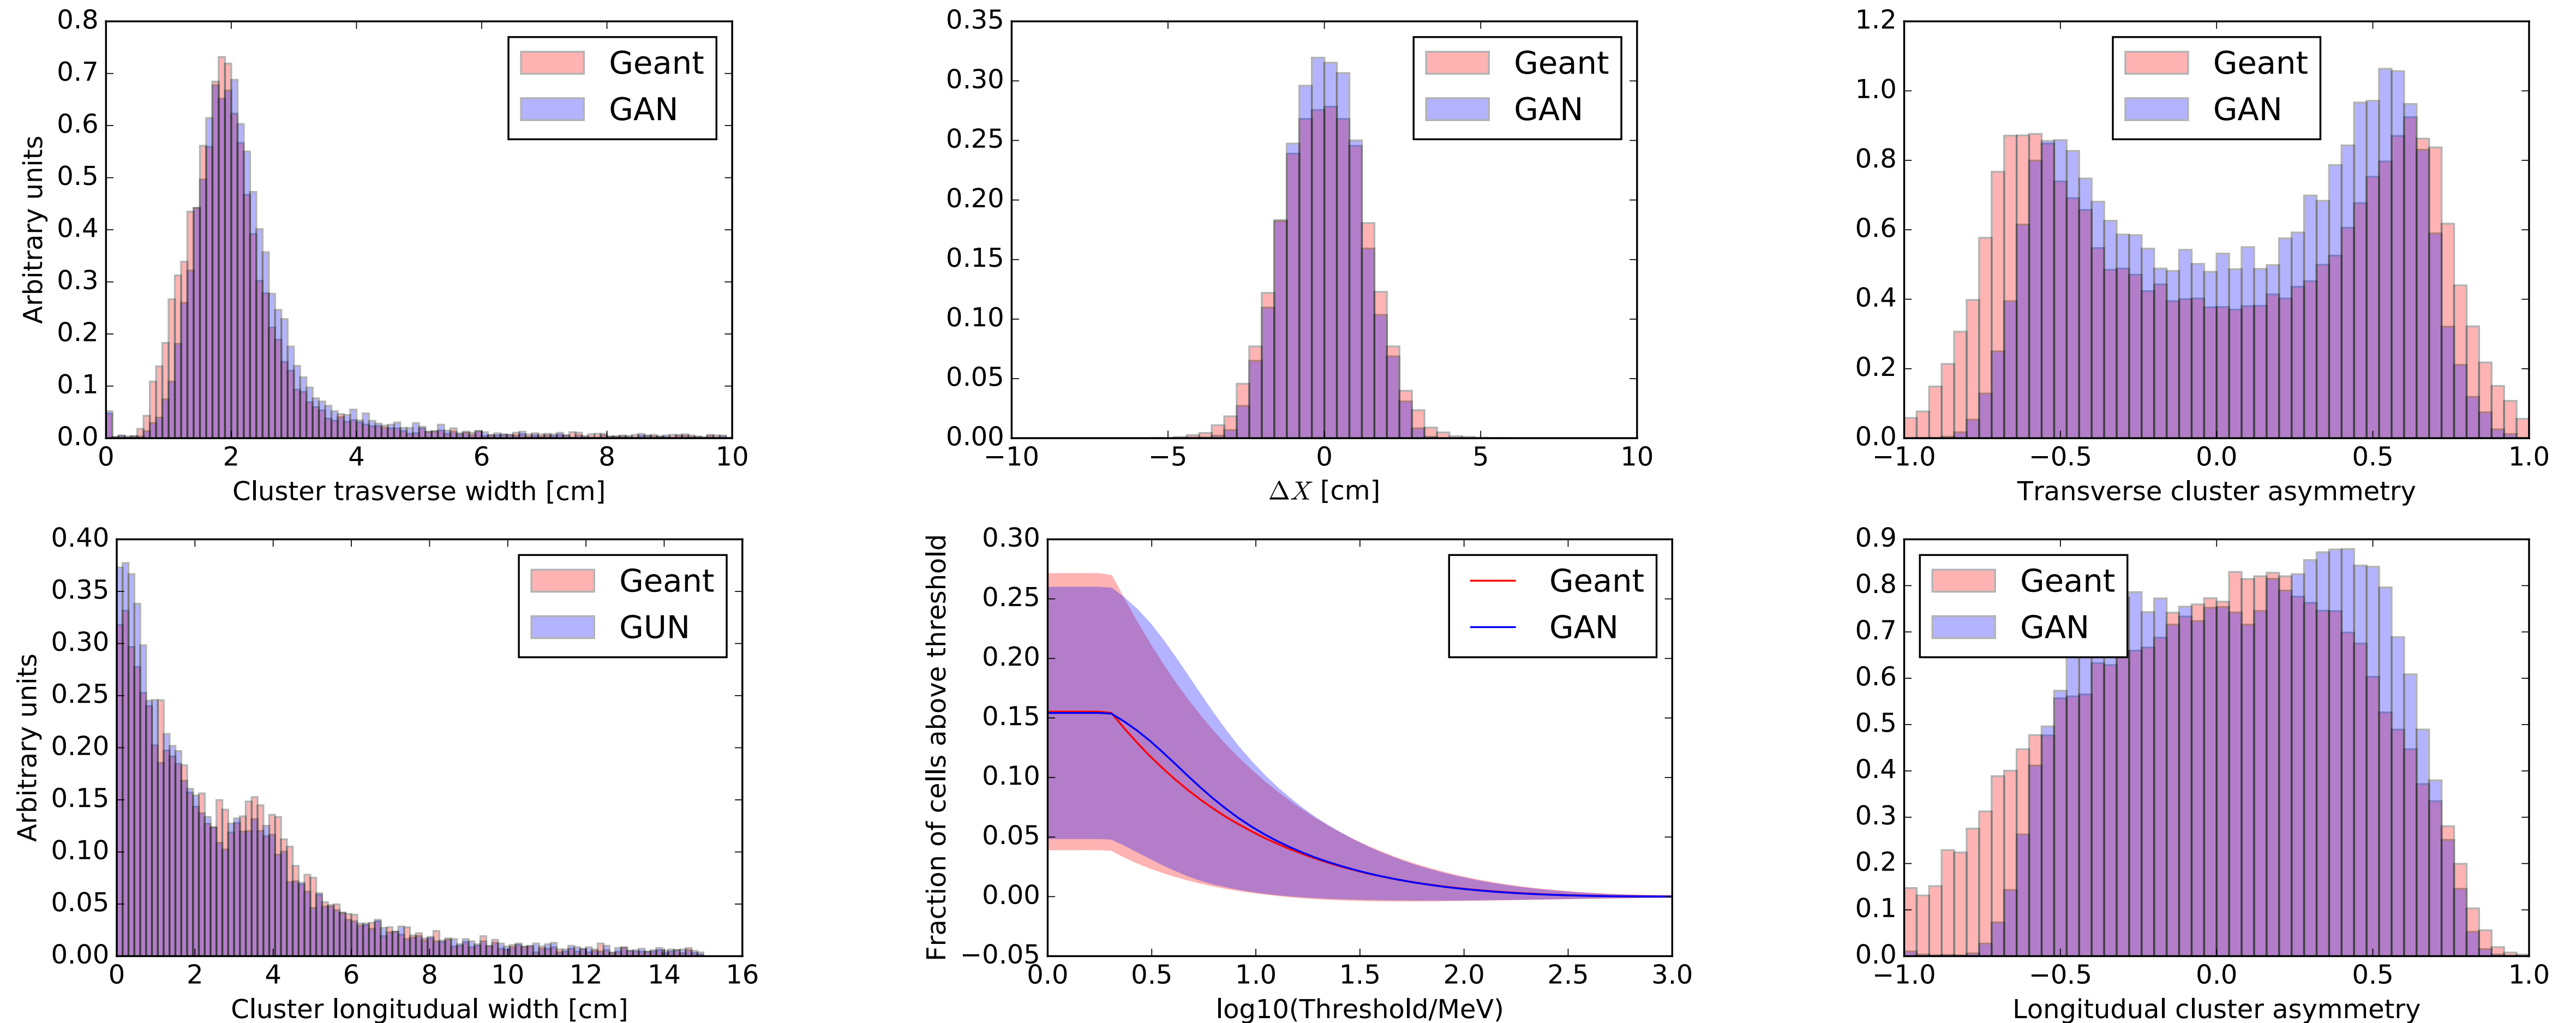 0.8
0.7
0.6
0.5
0.4
0.3
0.2
0.1
0.0
0 2 4 6 8 10
Arbitrary units
Cluster trasverse width [cm]
Geant
GAN
0.35
0.30
0.25
0.20
0.15
0.10
0.05
0.00
−10 −5 0 5 10
ΔX [cm]
Geant
GAN
1.2
1.0
0.8
0.6
0.4
0.2
0.0
−1.0 −0.5 0.0 0.5 1.0
Transverse cluster asymmetry
Geant
GAN
0.40
0.35
0.30
0.25
0.20
0.15
0.10
0.05
0.00
0 2 4 6 8 10 12 14 16
Arbitrary units
Cluster longitudual width [cm]
Geant
GUN
0.30
0.25
0.20
0.15
0.10
0.05
0.00
−0.05
0.0 0.5 1.0 1.5 2.0 2.5 3.0
Fraction of cells above threshold
log10(Threshold/MeV)
Geant
GAN
0.9
0.8
0.7
0.6
0.5
0.4
0.3
0.2
0.1
0.0
−1.0 −0.5 0.0 0.5 1.0
Longitudual cluster asymmetry
Geant
GAN